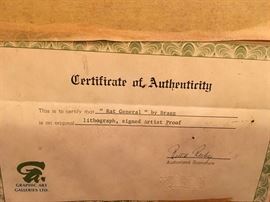 Certificate of Authenticity
This is to certify that " Rat General " by Bragg
is an original lithograph, signed Artist Proof
Authorized Signature
GRAPHIC ART
GALLERIES LTD.